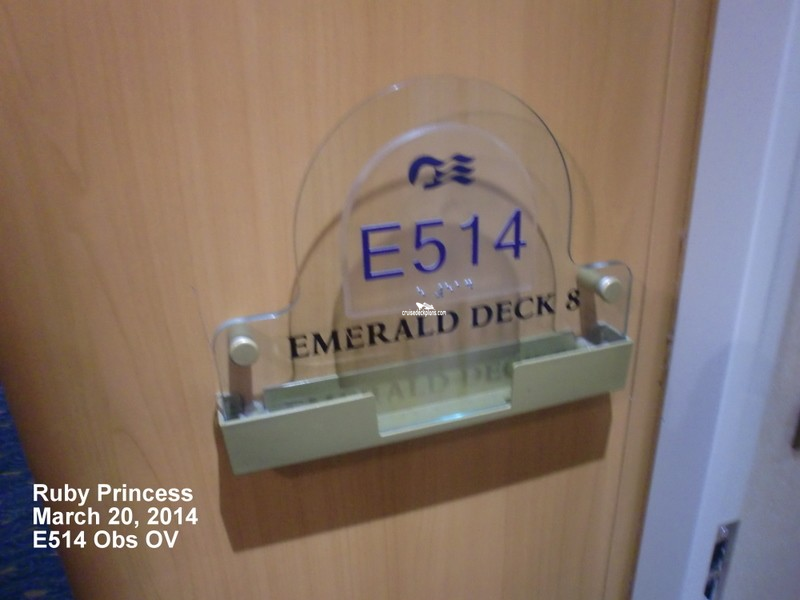 E514
cruisedeckplans.com
EMERALD DECK 8
Ruby Princess
March 20, 2014
E514 Obs OV